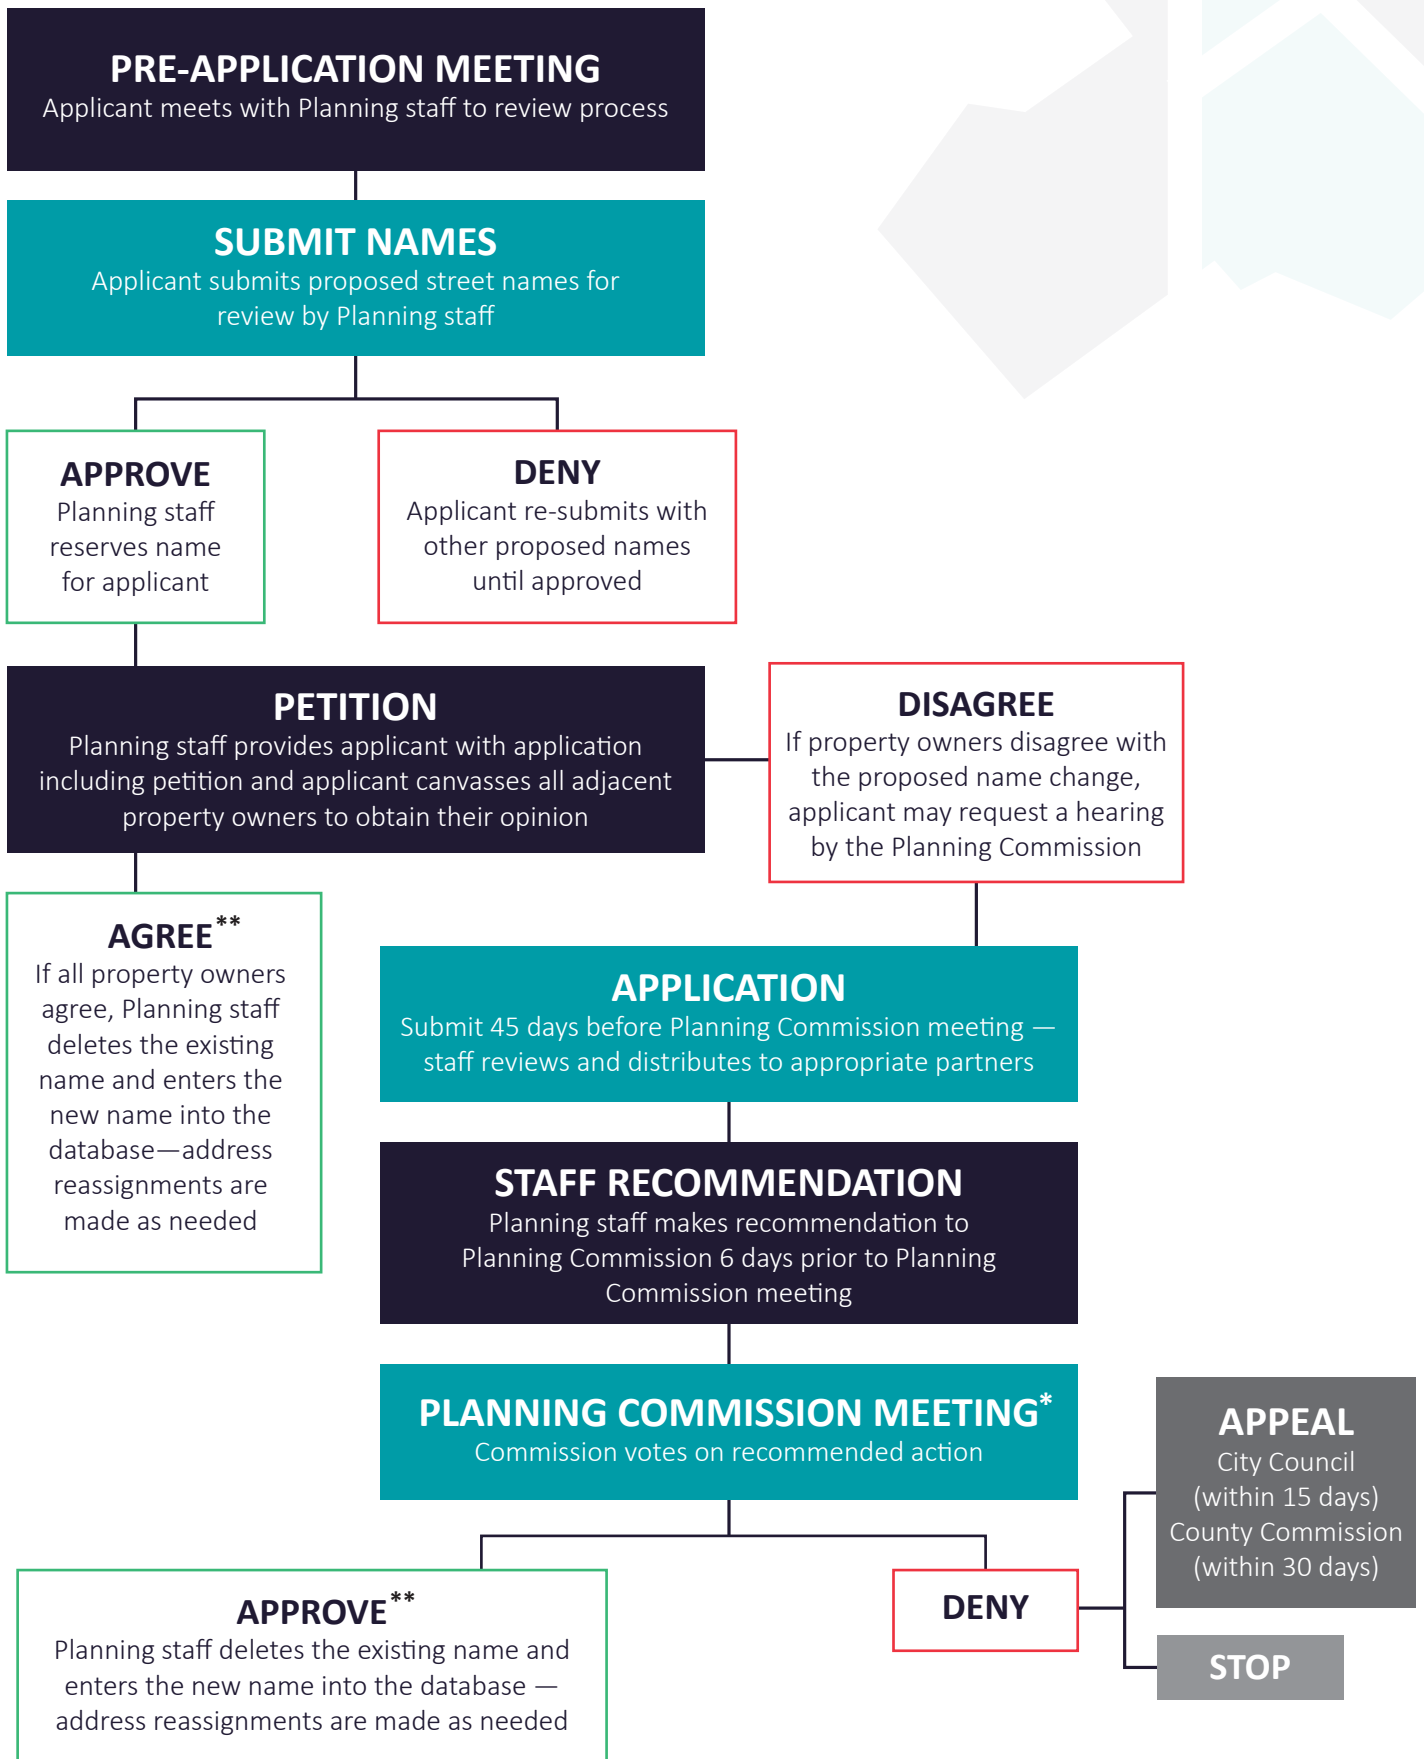 PRE-APPLICATION MEETING
Applicant meets with Planning staff to review process
SUBMIT NAMES
Applicant submits proposed street names for
review by Planning staff
APPROVE
Planning staff
reserves name
for applicant
DENY
Applicant re-submits with
other proposed names
until approved
PETITION
Planning staff provides applicant with application
including petition and applicant canvasses all adjacent
property owners to obtain their opinion
DISAGREE
If property owners disagree with
the proposed name change,
applicant may request a hearing
by the Planning Commission
AGREE**
If all property owners
agree, Planning staff
deletes the existing
name and enters the
new name into the
database—address
reassignments are
made as needed
APPLICATION
Submit 45 days before Planning Commission meeting —
staff reviews and distributes to appropriate partners
STAFF RECOMMENDATION
Planning staff makes recommendation to
Planning Commission 6 days prior to Planning
Commission meeting
PLANNING COMMISSION MEETING*
Commission votes on recommended action
APPROVE**
Planning staff deletes the existing name and
enters the new name into the database —
address reassignments are made as needed
DENY
APPEAL
City Council
(within 15 days)
County Commission
(within 30 days)
STOP